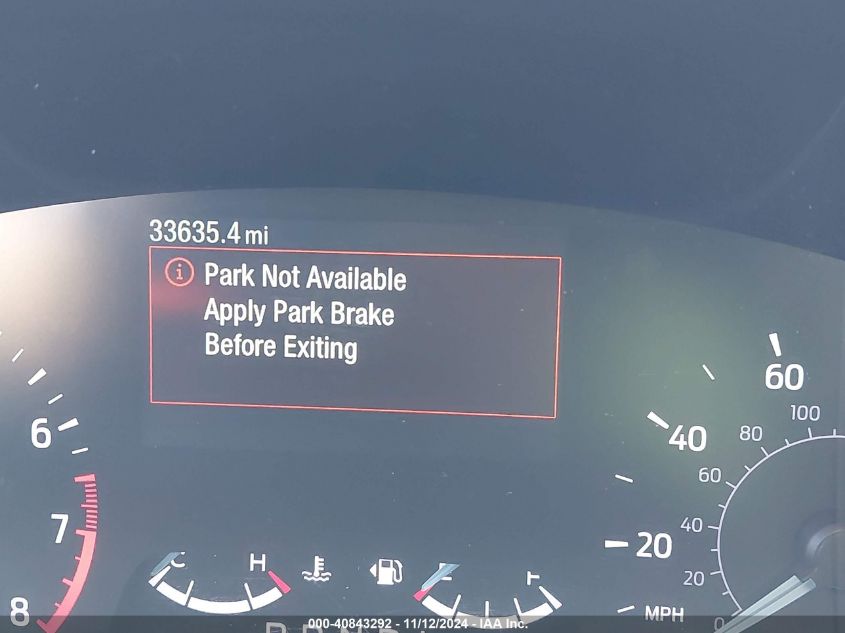 33635.4 mi
Park Not Available
Apply Park Brake
Before Exiting
6
7
8
C H
E F
60
40
20
MPH
100
80
60
40
20
0
P R N D
000-40843292 - 11/12/2024 - IAA Inc.